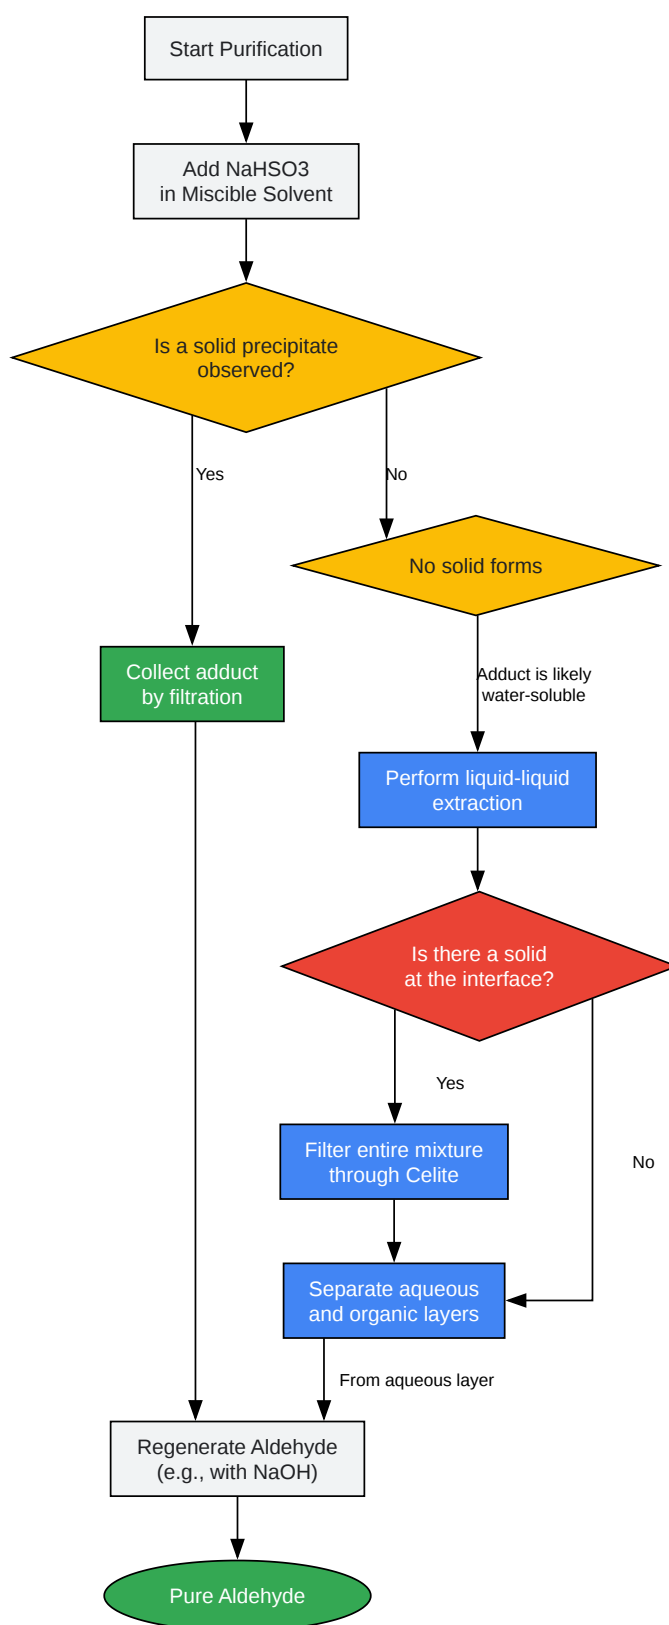 Start Purification
Add NaHSO3
in Miscible Solvent
Is a solid precipitate
observed?
Yes
No
No solid forms
Collect adduct
by filtration
Adduct is likely
water-soluble
Perform liquid-liquid
extraction
Is there a solid
at the interface?
Yes
Filter entire mixture
through Celite
No
Separate aqueous
and organic layers
From aqueous layer
Regenerate Aldehyde
(e.g., with NaOH)
Pure Aldehyde